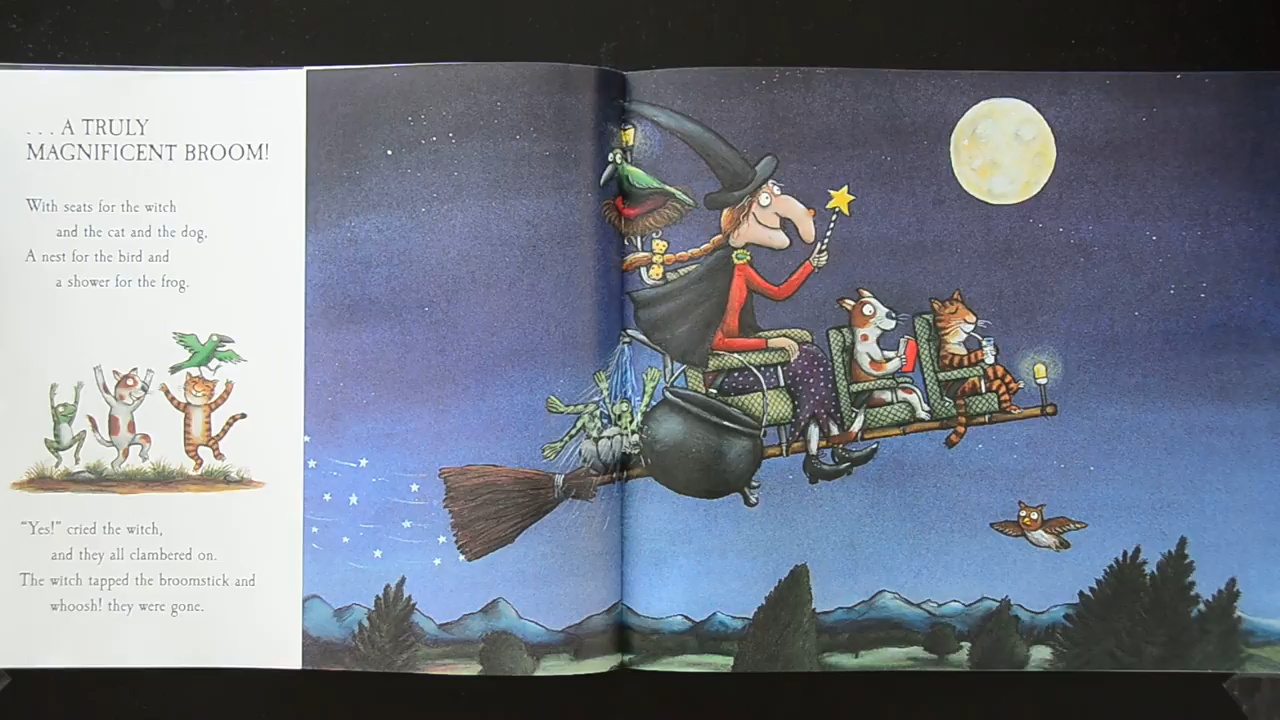 . . . A TRULY
MAGNIFICENT BROOM!
With seats for the witch
and the cat and the dog,
A nest for the bird and
a shower for the frog.
“Yes!” cried the witch,
and they all clambered on.
The witch tapped the broomstick and
whoosh! they were gone.